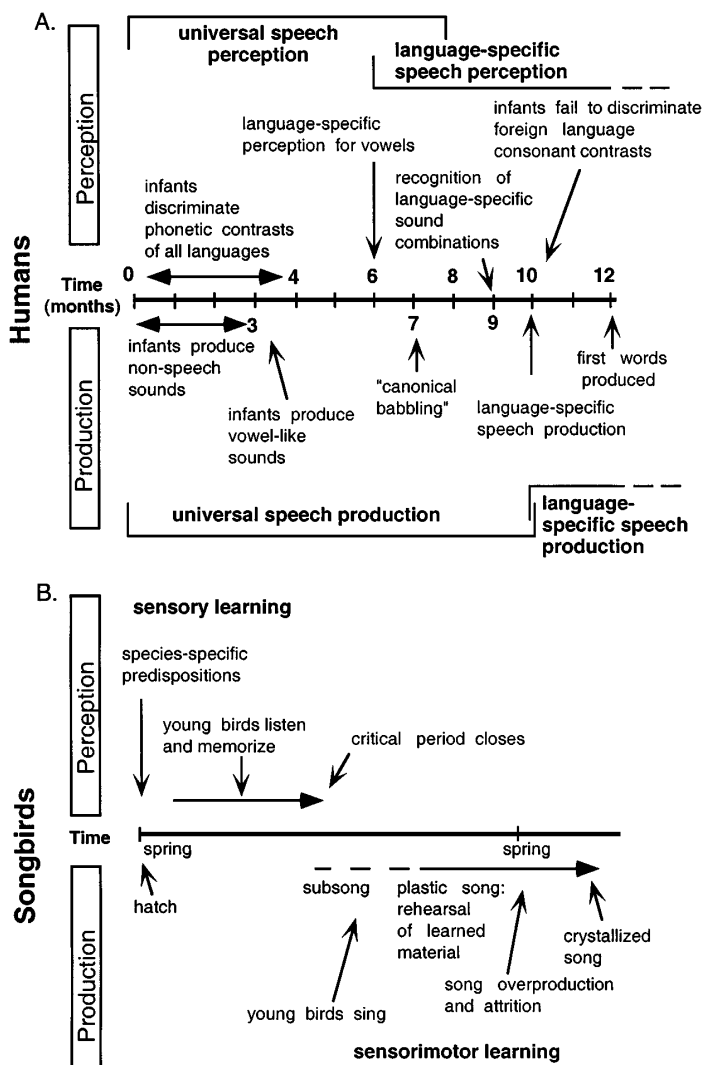 A.
universal speech
perception
language-specific
speech perception
Perception
language-specific
perception for vowels
infants fail to discriminate
foreign language
consonant contrasts
recognition of
language-specific
sound
combinations
infants
discriminate
phonetic contrasts
of all languages
Humans
Time
(months)
0 4 6 8 10 12
3 7 9
Production
infants produce
non-speech
sounds
infants produce
vowel-like
sounds
"canonical
babbling"
language-specific
speech production
first words
produced
universal speech production
language-
specific speech
production
B.
sensory learning
Perception
species-specific
predispositions
young birds listen
and memorize
critical period closes
Songbirds
Time
spring spring
Production
hatch
subsong
plastic song:
rehearsal
of learned
material
crystallized
song
song overproduction
and attrition
young birds sing
sensorimotor learning